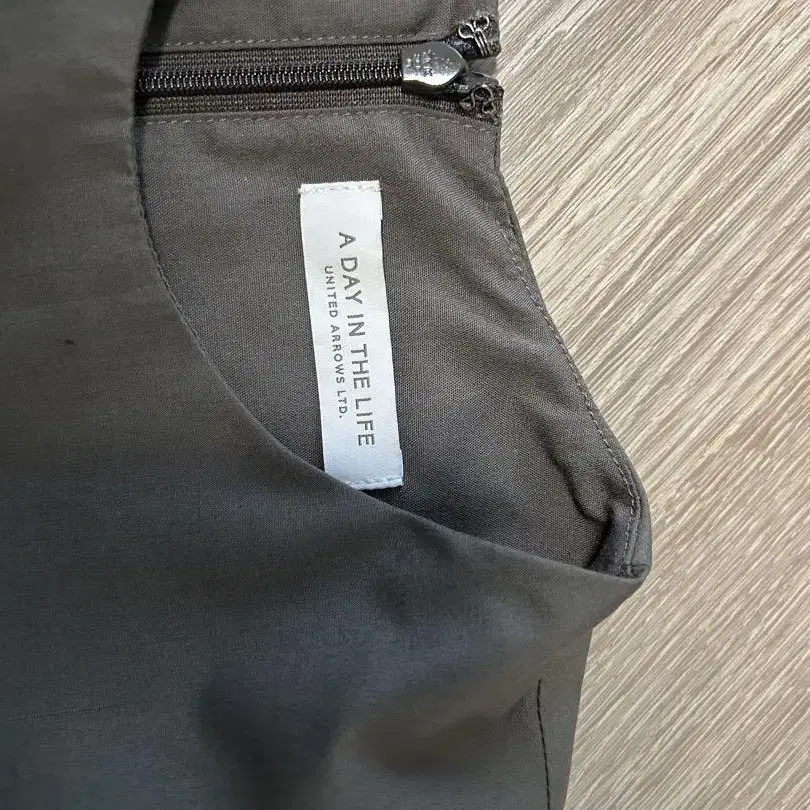 A DAY IN THE LIFE
UNITED ARROWS LTD.